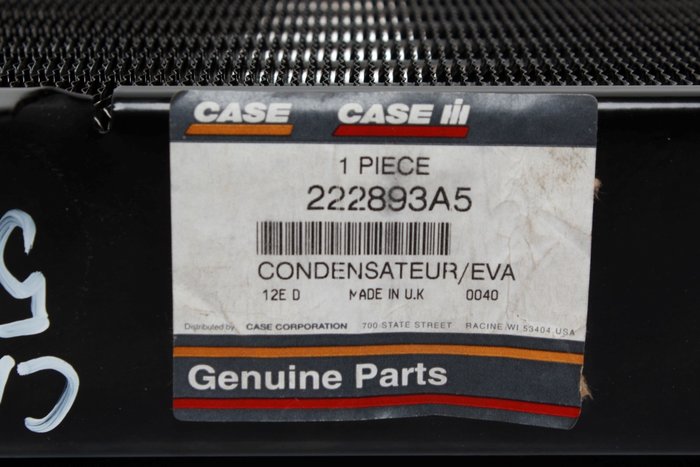 CASE CASE III
1 PIECE
222893A5
CONDENSATEUR/EVA
12E D MADE IN U.K 0040
Distributed by CASE CORPORATION 700 STATE STREET RACINE, WI 53404 USA
Genuine Parts